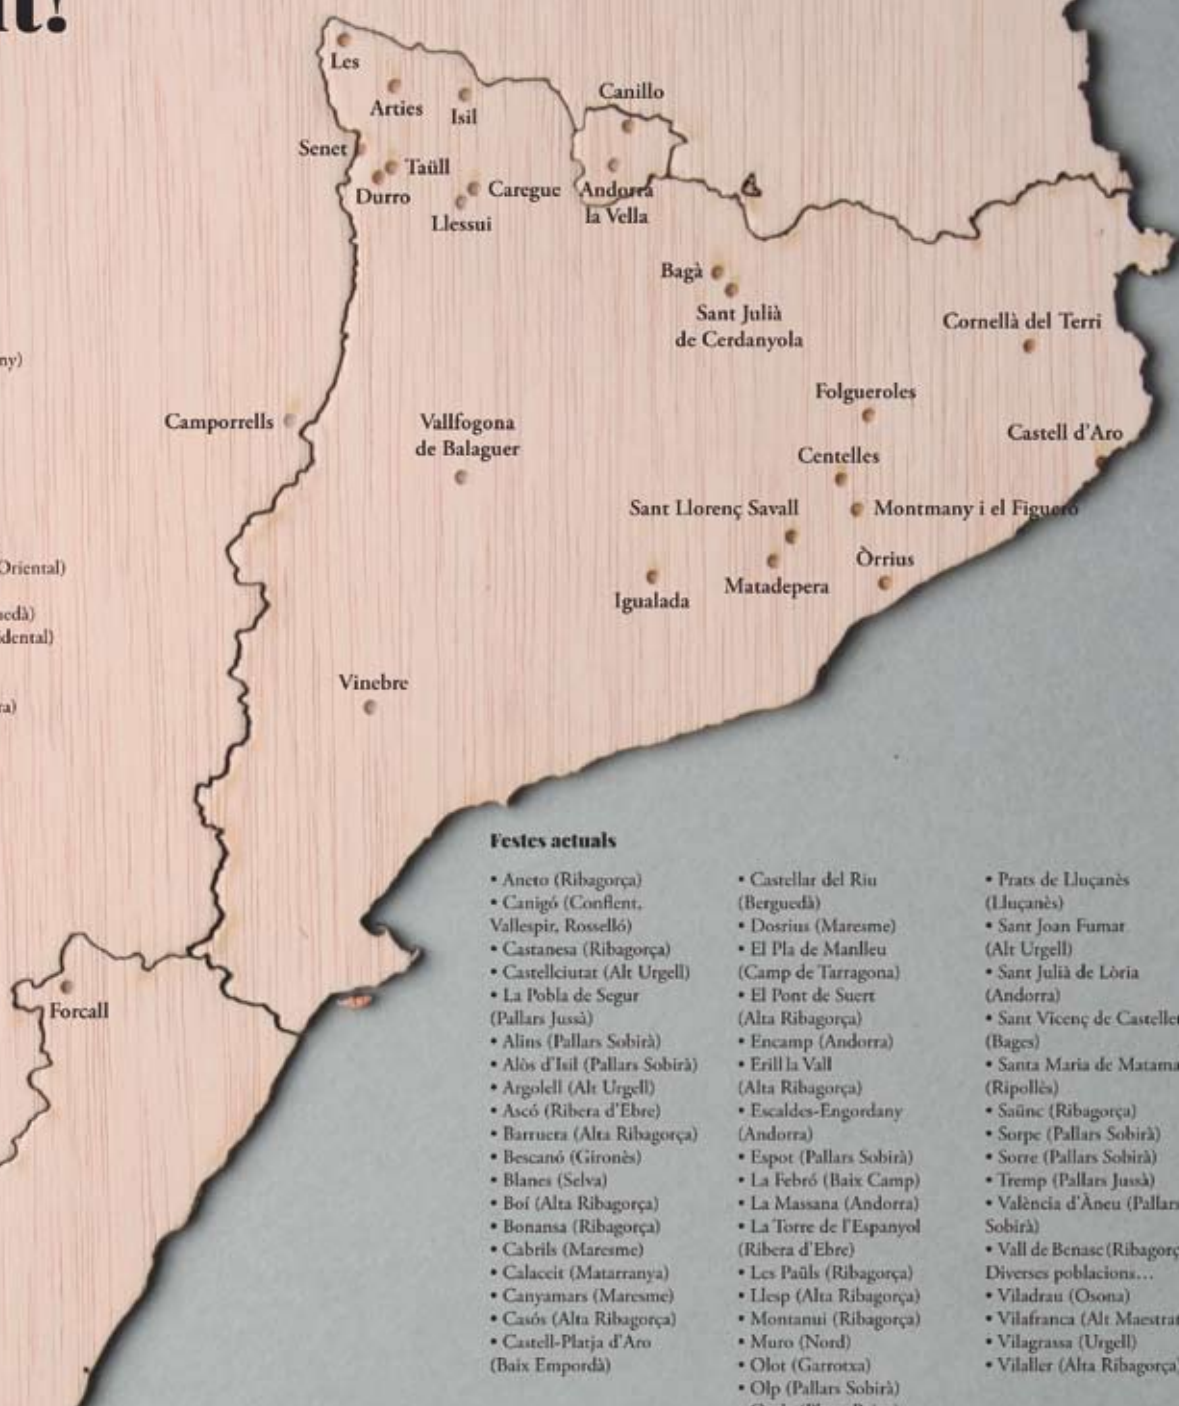 Les
Arties
Isil
Canillo
Senet
Taüll
Durro
Caregue
Llessui
Andorra
la Vella
Bagà
Sant Julià
de Cerdanyola
Cornellà del Terri
Folgueroles
Camporrells
Vallfogona
de Balaguer
Castell d'Aro
Centelles
Sant Llorenç Savall
Montmany i el Figueró
Òrrius
Matadepera
Igualada
Vinebre
Forcall
Oriental)
dental)
Festes actuals
• Aneto (Ribagorça)
• Canigó (Conflent,
Vallespir, Rosselló)
• Castanesa (Ribagorça)
• Castellciutat (Alt Urgell)
• La Pobla de Segur
(Pallars Jussà)
• Alins (Pallars Sobirà)
• Alòs d'Isil (Pallars Sobirà)
• Argolell (Alt Urgell)
• Ascó (Ribera d'Ebre)
• Barruera (Alta Ribagorça)
• Bescanó (Gironès)
• Blanes (Selva)
• Boí (Alta Ribagorça)
• Bonansa (Ribagorça)
• Cabrils (Maresme)
• Calaceit (Matarranya)
• Canyamars (Maresme)
• Casós (Alta Ribagorça)
• Castell-Platja d'Aro
(Baix Empordà)
• Castellar del Riu
(Berguedà)
• Dosrius (Maresme)
• El Pla de Manlleu
(Camp de Tarragona)
• El Pont de Suert
(Alta Ribagorça)
• Encamp (Andorra)
• Erill la Vall
(Alta Ribagorça)
• Escaldes-Engordany
(Andorra)
• Espot (Pallars Sobirà)
• La Febró (Baix Camp)
• La Massana (Andorra)
• La Torre de l'Espanyol
(Ribera d'Ebre)
• Les Paüls (Ribagorça)
• Llesp (Alta Ribagorça)
• Montanui (Ribagorça)
• Muro (Nord)
• Olot (Garrotxa)
• Olp (Pallars Sobirà)
• Prats de Lluçanès
(Lluçanès)
• Sant Joan Fumat
(Alt Urgell)
• Sant Julià de Lòria
(Andorra)
• Sant Vicenç de Castellet
(Bages)
• Santa Maria de Matama
(Ripollès)
• Saünc (Ribagorça)
• Sorpe (Pallars Sobirà)
• Sorre (Pallars Sobirà)
• Tremp (Pallars Jussà)
• València d'Àneu (Pallars
Sobirà)
• Vall de Benasc (Ribagorç
Diverses poblacions...
• Viladrau (Osona)
• Vilafranca (Alt Maestrat
• Vilagrassa (Urgell)
• Vilaller (Alta Ribagorça)